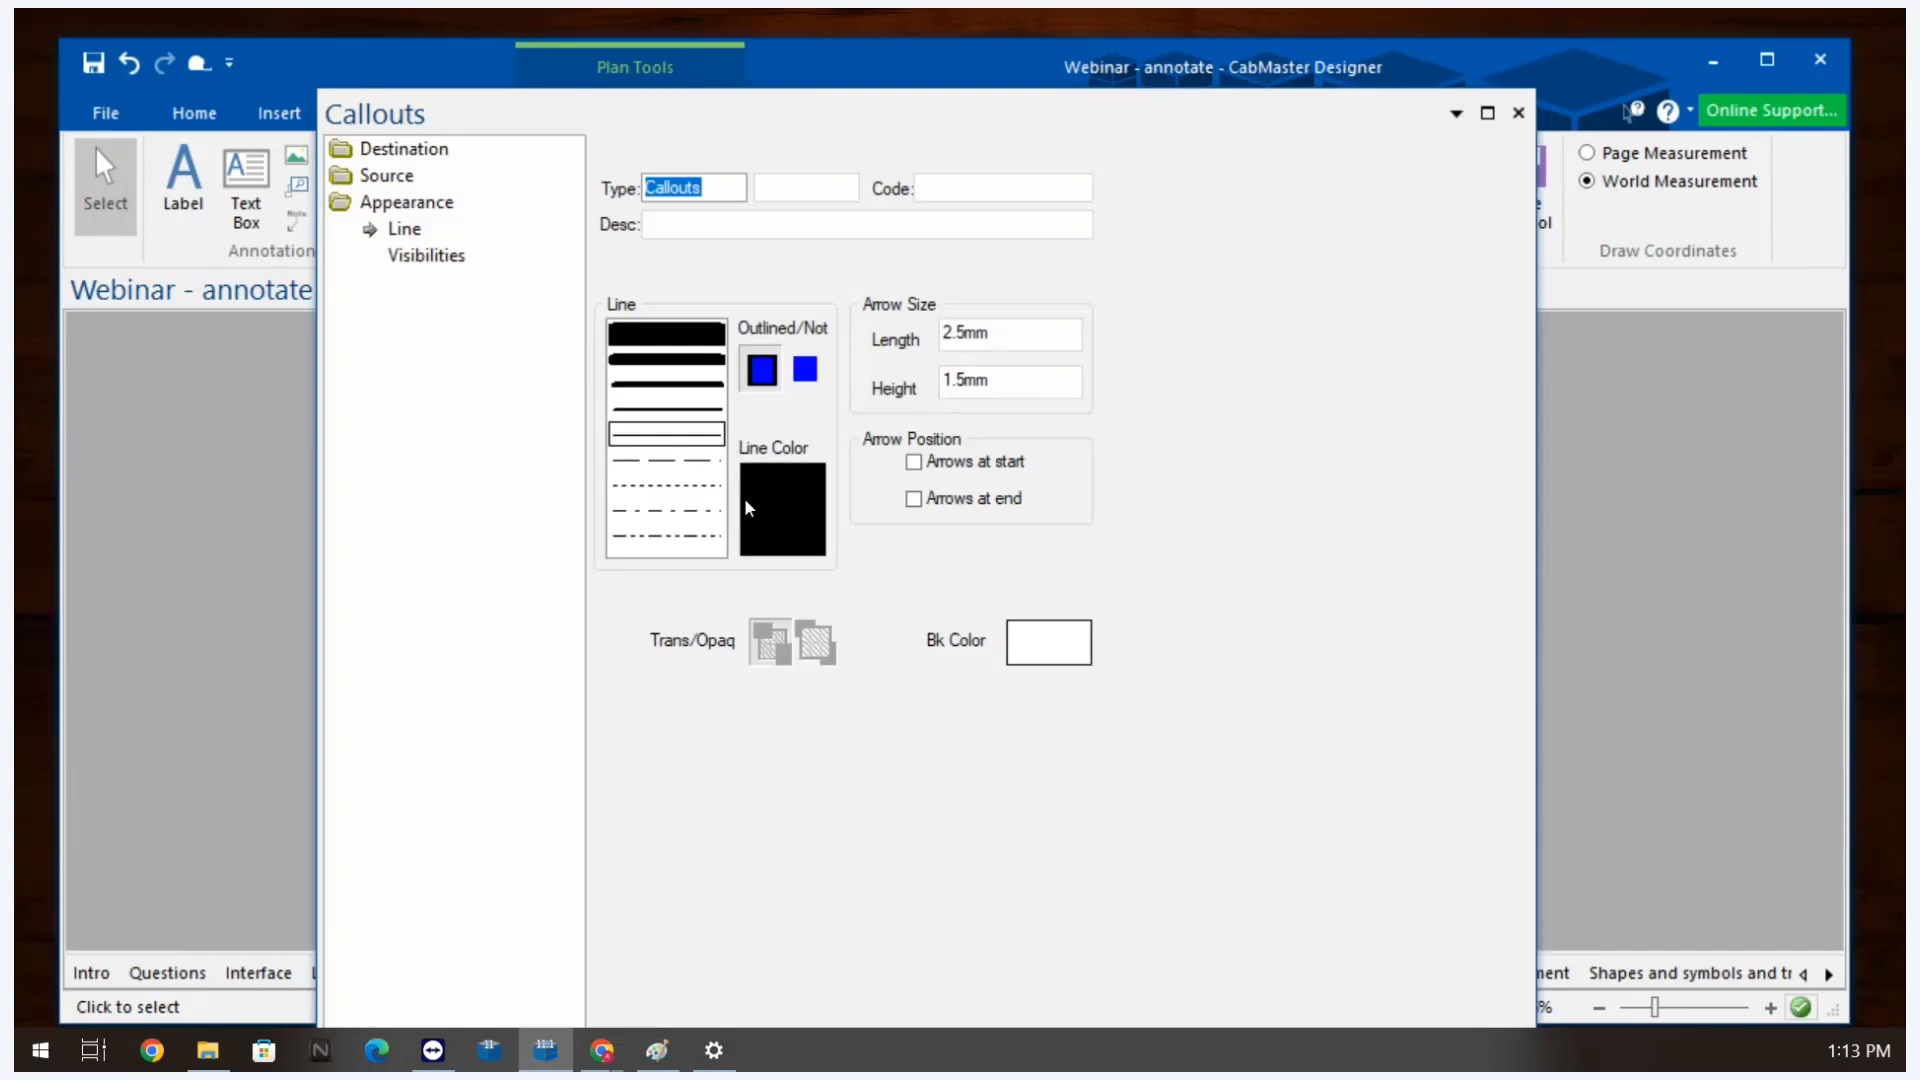 Plan Tools
Webinar - annotate - CabMaster Designer
File Home Insert
Callouts
Online Support...
Destination
Source
Appearance
Line
Visibilities
Type: Callouts
Code:
Desc:
Select
Label
Text
Box
Annotation
Page Measurement
World Measurement
Draw Coordinates
Webinar - annotate
Line
Outlined/Not
Line Color
Arrow Size
Length 2.5mm
Height 1.5mm
Arrow Position
Arrows at start
Arrows at end
Trans/Opaq
Bk Color
Intro Questions Interface
Shapes and symbols and tr
Click to select
1:13 PM